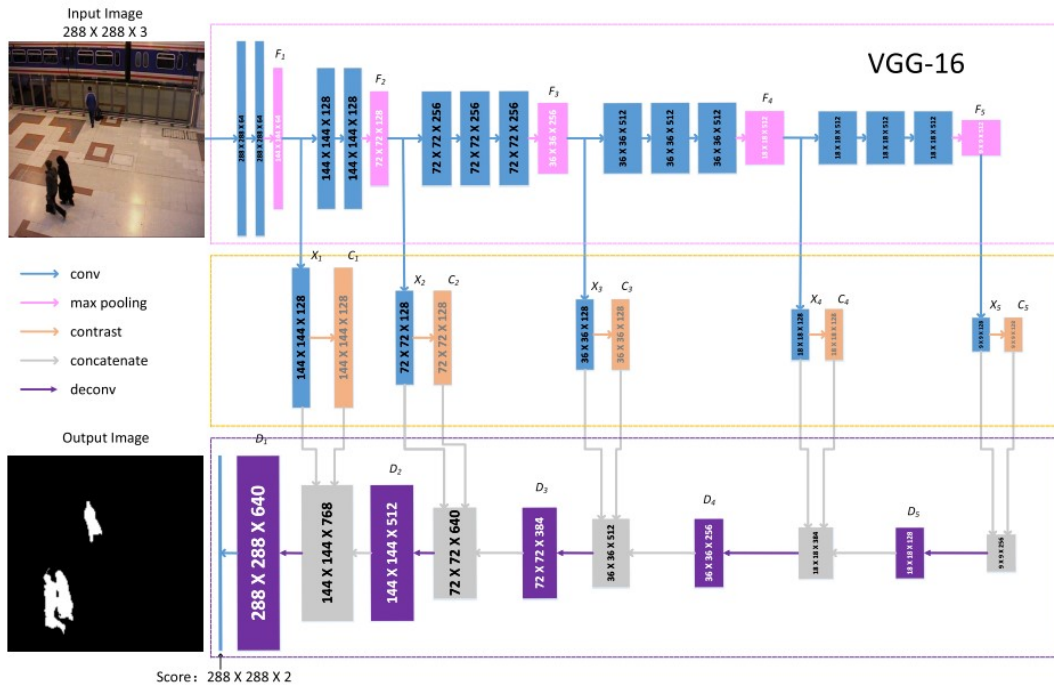 Input Image
288 X 288 X 3
VGG-16
F1
F2
F3
F4
F5
288 X 288 X 64
288 X 288 X 64
144 X 144 X 64
144 X 144 X 128
144 X 144 X 128
72 X 72 X 128
72 X 72 X 256
72 X 72 X 256
72 X 72 X 256
36 X 36 X 256
36 X 36 X 512
36 X 36 X 512
36 X 36 X 512
18 X 18 X 512
18 X 18 X 512
18 X 18 X 512
18 X 18 X 512
9 X 9 X 512
conv
max pooling
contrast
concatenate
deconv
X1
C1
X2
C2
X3
C3
X4
C4
X5
C5
144 X 144 X 128
144 X 144 X 128
72 X 72 X 128
72 X 72 X 128
36 X 36 X 128
36 X 36 X 128
18 X 18 X 128
18 X 18 X 128
9 X 9 X 128
9 X 9 X 128
Output Image
D1
D2
D3
D4
D5
288 X 288 X 640
144 X 144 X 768
144 X 144 X 512
72 X 72 X 640
72 X 72 X 384
36 X 36 X 512
36 X 36 X 256
18 X 18 X 384
18 X 18 X 128
9 X 9 X 256
Score: 288 X 288 X 2